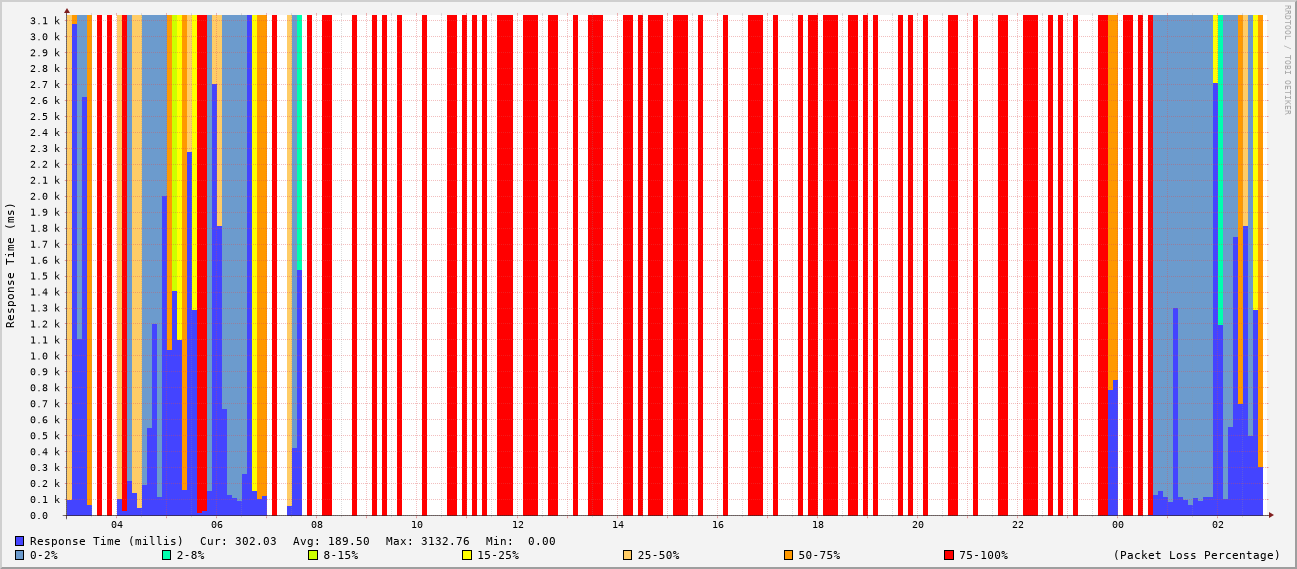 3.1 k
3.0 k
2.9 k
2.8 k
2.7 k
2.6 k
2.5 k
2.4 k
2.3 k
2.2 k
2.1 k
2.0 k
1.9 k
1.8 k
1.7 k
1.6 k
1.5 k
1.4 k
1.3 k
1.2 k
1.1 k
1.0 k
0.9 k
0.8 k
0.7 k
0.6 k
0.5 k
0.4 k
0.3 k
0.2 k
0.1 k
0.0
Response Time (ms)
RRDTOOL / TOBI OETIKER
04 06 08 10 12 14 16 18 20 22 00 02
Response Time (millis) Cur: 302.03 Avg: 189.50 Max: 3132.76 Min: 0.00
0-2% 2-8% 8-15% 15-25% 25-50% 50-75% 75-100% (Packet Loss Percentage)